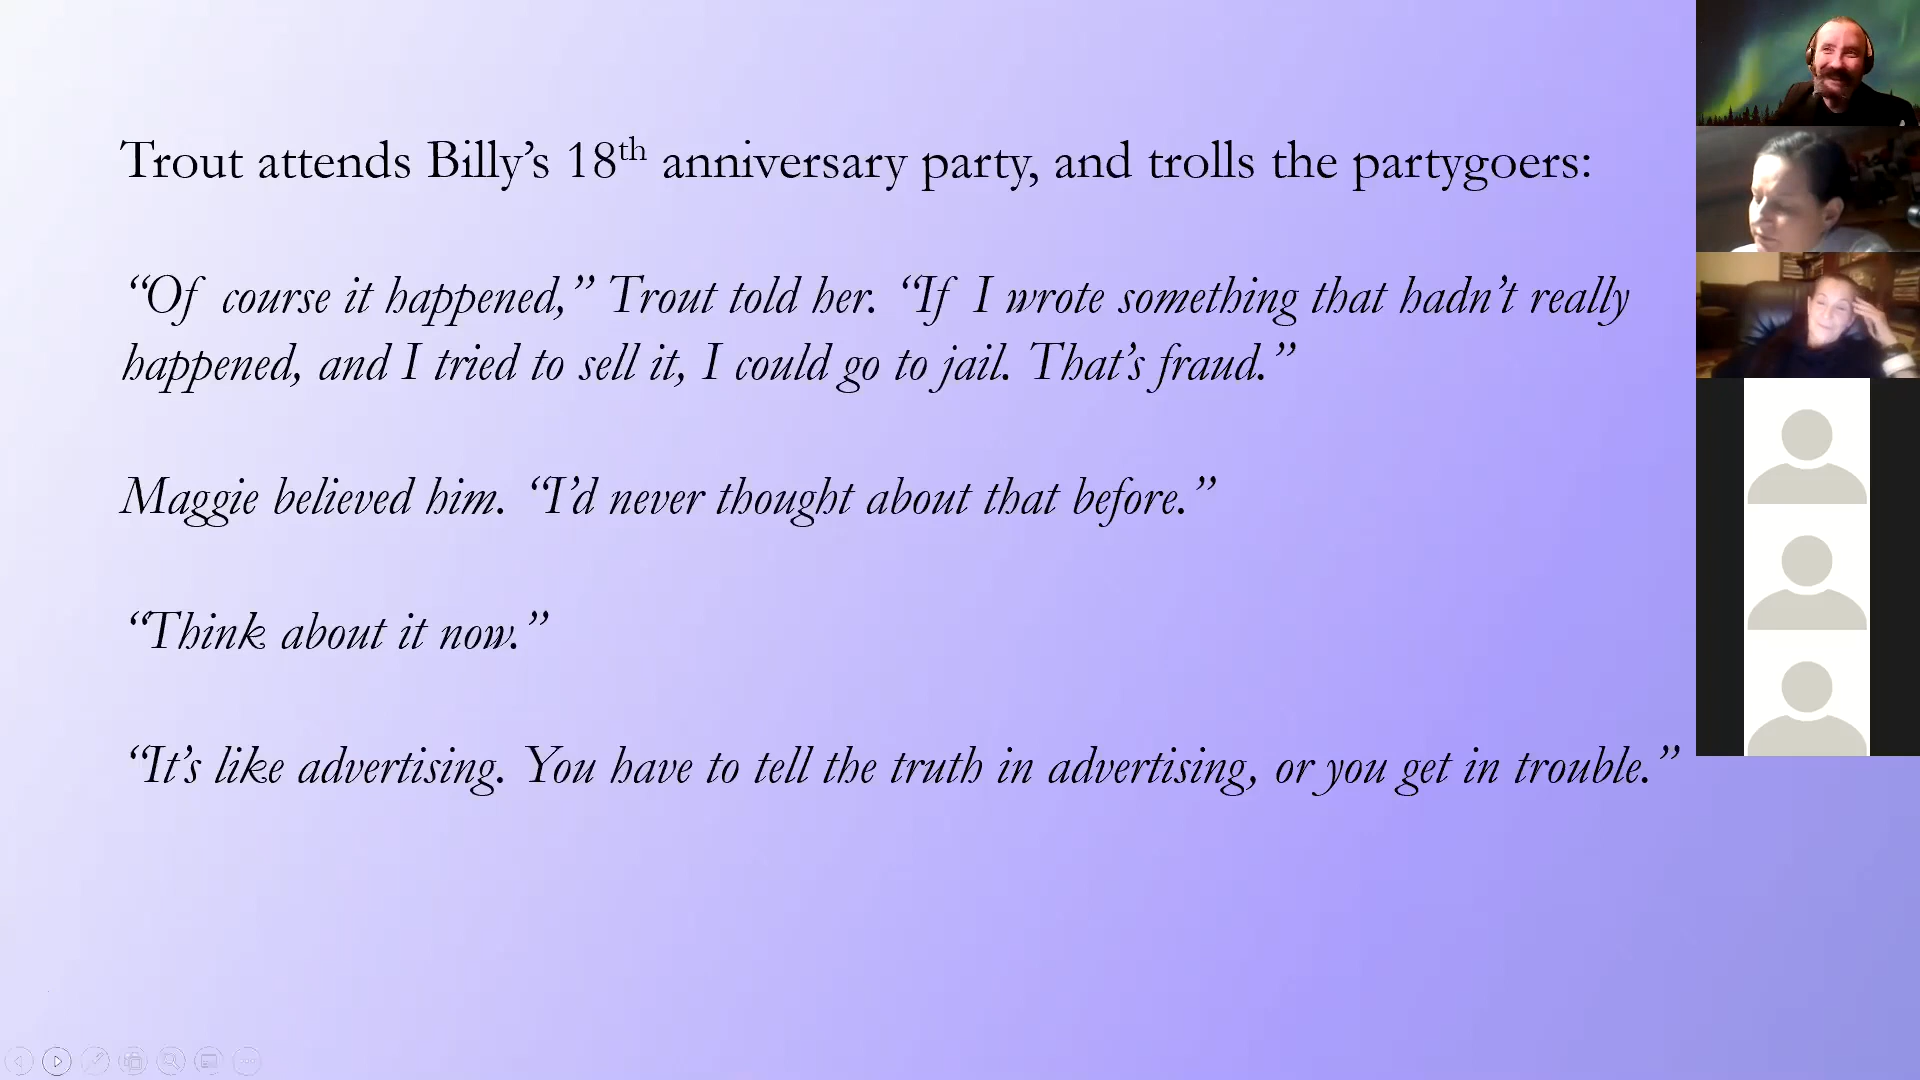 Trout attends Billy’s 18th anniversary party, and trolls the partygoers:
“Of course it happened,” Trout told her. “If I wrote something that hadn’t really
happened, and I tried to sell it, I could go to jail. That’s fraud.”
Maggie believed him. “I’d never thought about that before.”
“Think about it now.”
“It’s like advertising. You have to tell the truth in advertising, or you get in trouble.”